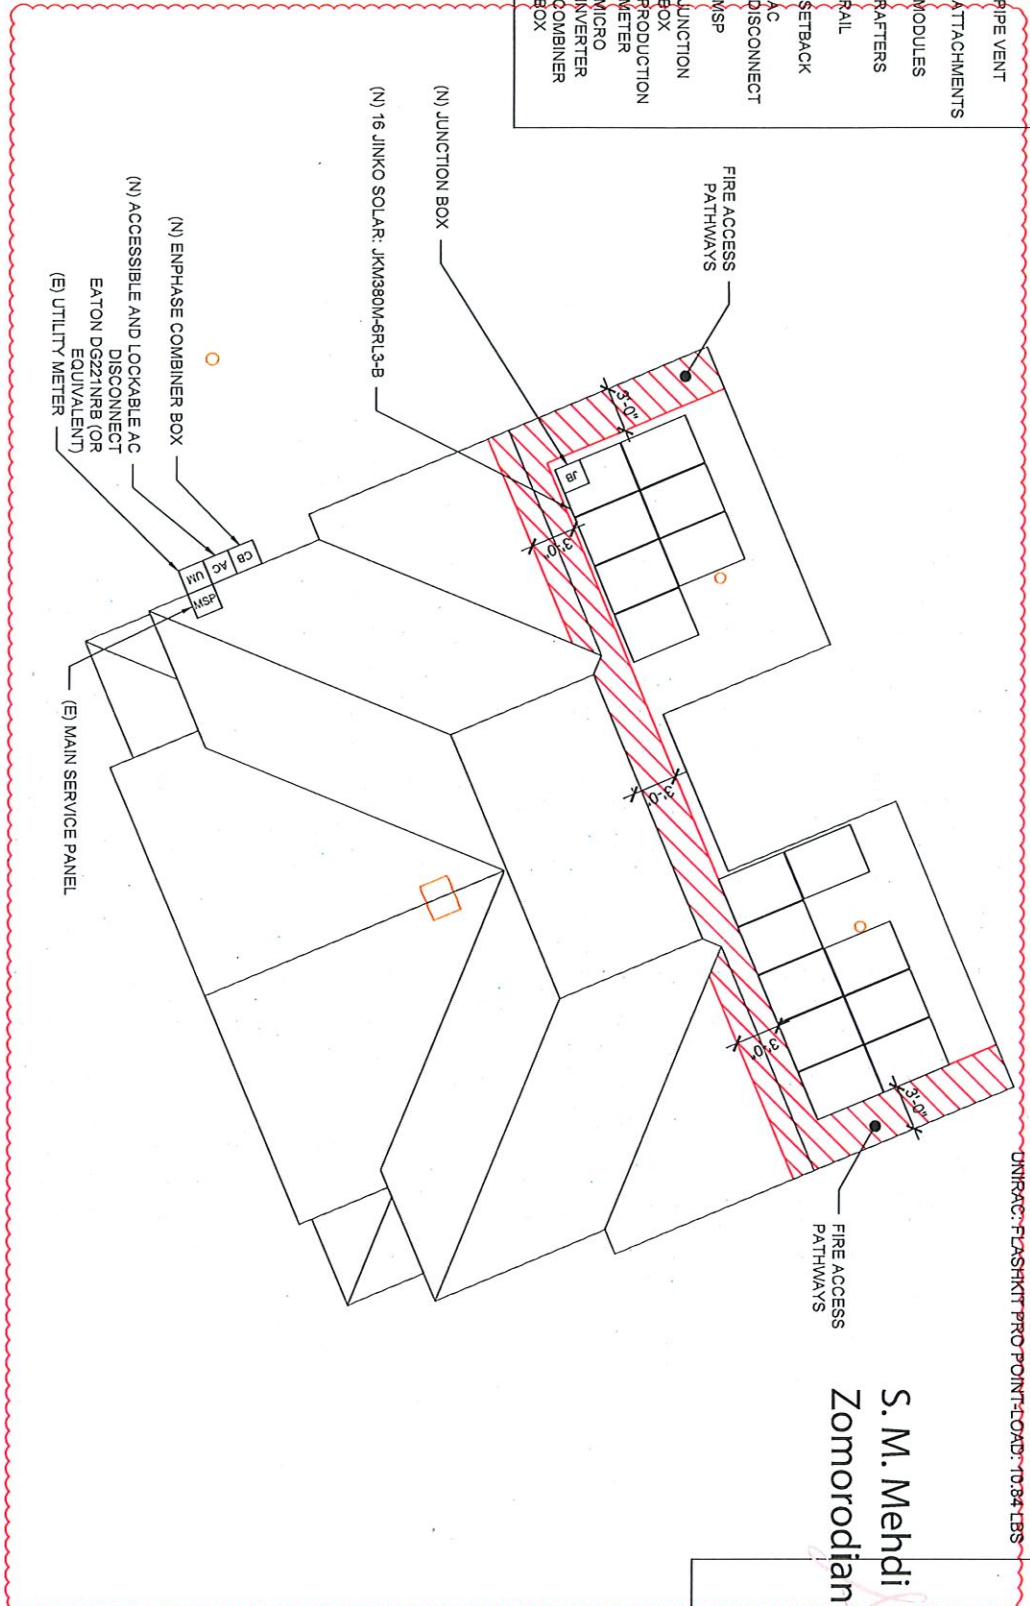 PIPE VENT
ATTACHMENTS
MODULES
RAFTERS
RAIL
SETBACK
AC
DISCONNECT
MSP
JUNCTION
BOX
PRODUCTION
METER
MICRO
INVERTER
COMBINER
BOX
UNIRAC: FLASHKIT PRO POINT-LOAD: 10.84 LBS
S. M. Mehdi
Zomorodian
FIRE ACCESS
PATHWAYS
(N) JUNCTION BOX
(N) 16 JINKO SOLAR: JKM380M-6RL3-B
(N) ENPHASE COMBINER BOX
(N) ACCESSIBLE AND LOCKABLE AC
DISCONNECT
EATON DG221NRB (OR
EQUIVALENT)
(E) UTILITY METER
(E) MAIN SERVICE PANEL
FIRE ACCESS
PATHWAYS
3'-0"
JB
3'-0"
3'-0"
3'-0"
3'-0"
CB
AC
UM
MSP